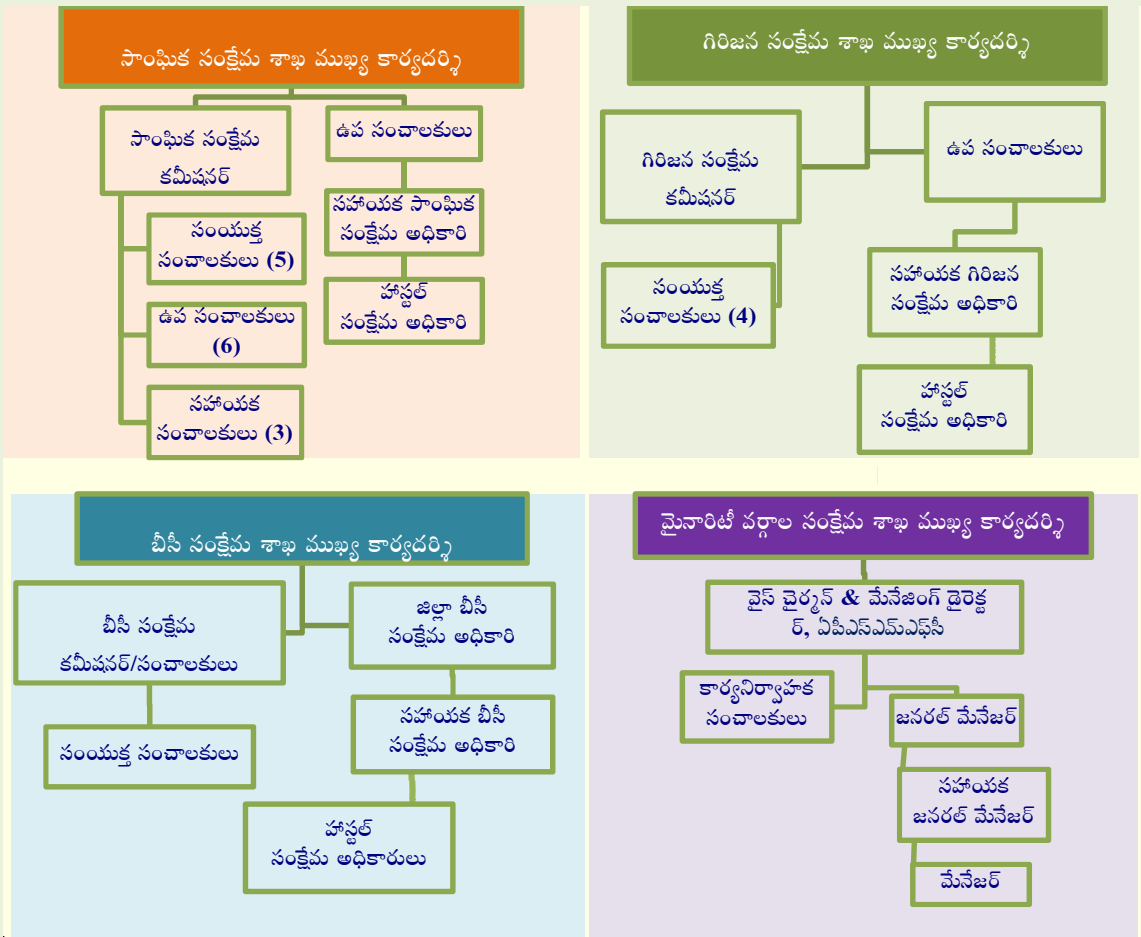 సాంఘిక సంక్షేమ శాఖ ముఖ్య కార్యదర్శి
సాంఘిక సంక్షేమ
కమీషనర్
సంయుక్త
సంచాలకులు (5)
ఉప సంచాలకులు
(6)
సహాయక
సంచాలకులు (3)
ఉప సంచాలకులు
సహాయక సాంఘిక
సంక్షేమ అధికారి
హాస్టల్
సంక్షేమ అధికారి
గిరిజన సంక్షేమ శాఖ ముఖ్య కార్యదర్శి
గిరిజన సంక్షేమ
కమీషనర్
సంయుక్త
సంచాలకులు (4)
ఉప సంచాలకులు
సహాయక గిరిజన
సంక్షేమ అధికారి
హాస్టల్
సంక్షేమ అధికారి
బీసీ సంక్షేమ శాఖ ముఖ్య కార్యదర్శి
బీసీ సంక్షేమ
కమీషనర్/సంచాలకులు
సంయుక్త సంచాలకులు
జిల్లా బీసీ
సంక్షేమ అధికారి
సహాయక బీసీ
సంక్షేమ అధికారి
హాస్టల్
సంక్షేమ అధికారులు
మైనారిటీ వర్గాల సంక్షేమ శాఖ ముఖ్య కార్యదర్శి
వైస్ చైర్మన్ & మేనేజింగ్ డైరెక్ట
ర్, ఏపీఎస్ఎమ్ఎఫ్‌సీ
కార్యనిర్వాహక
సంచాలకులు
జనరల్ మేనేజర్
సహాయక
జనరల్ మేనేజర్
మేనేజర్